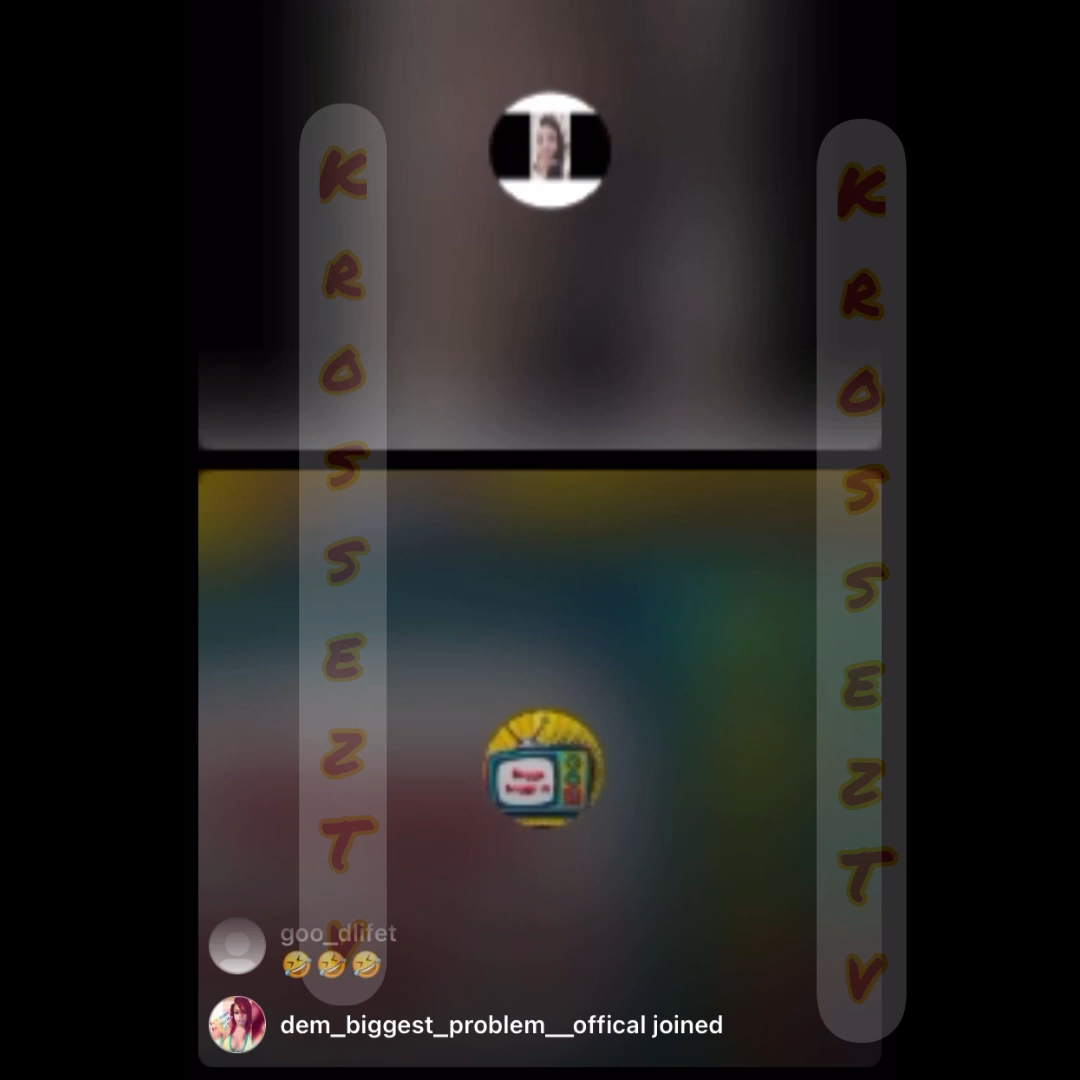 KROSSEZTV
KROSSEZTV
goo_dlifet
🤣🤣🤣
dem_biggest_problem__offical joined